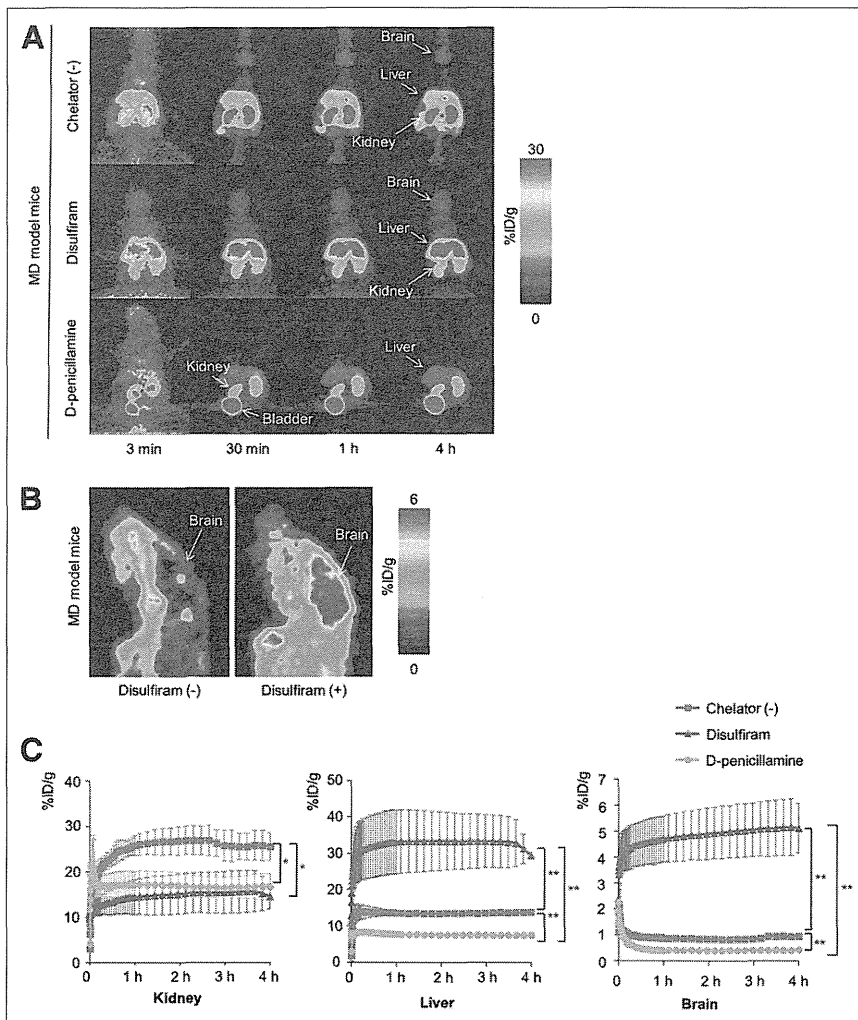 A
Chelator (-)
Disulfiram
D-penicillamine
MD model mice
Brain
Liver
Kidney
Brain
Liver
Kidney
Kidney
Bladder
Liver
3 min
30 min
1 h
4 h
30
%ID/g
0
B
MD model mice
Brain
Brain
Disulfiram (-)
Disulfiram (+)
6
%ID/g
0
Chelator (-)
Disulfiram
D-penicillamine
C
%ID/g
40
30
20
10
0
0
1 h
2 h
3 h
4 h
*
*
Kidney
%ID/g
50
40
30
20
10
0
0
1 h
2 h
3 h
4 h
**
**
**
Liver
%ID/g
7
6
5
4
3
2
1
0
0
1 h
2 h
3 h
4 h
**
**
**
Brain